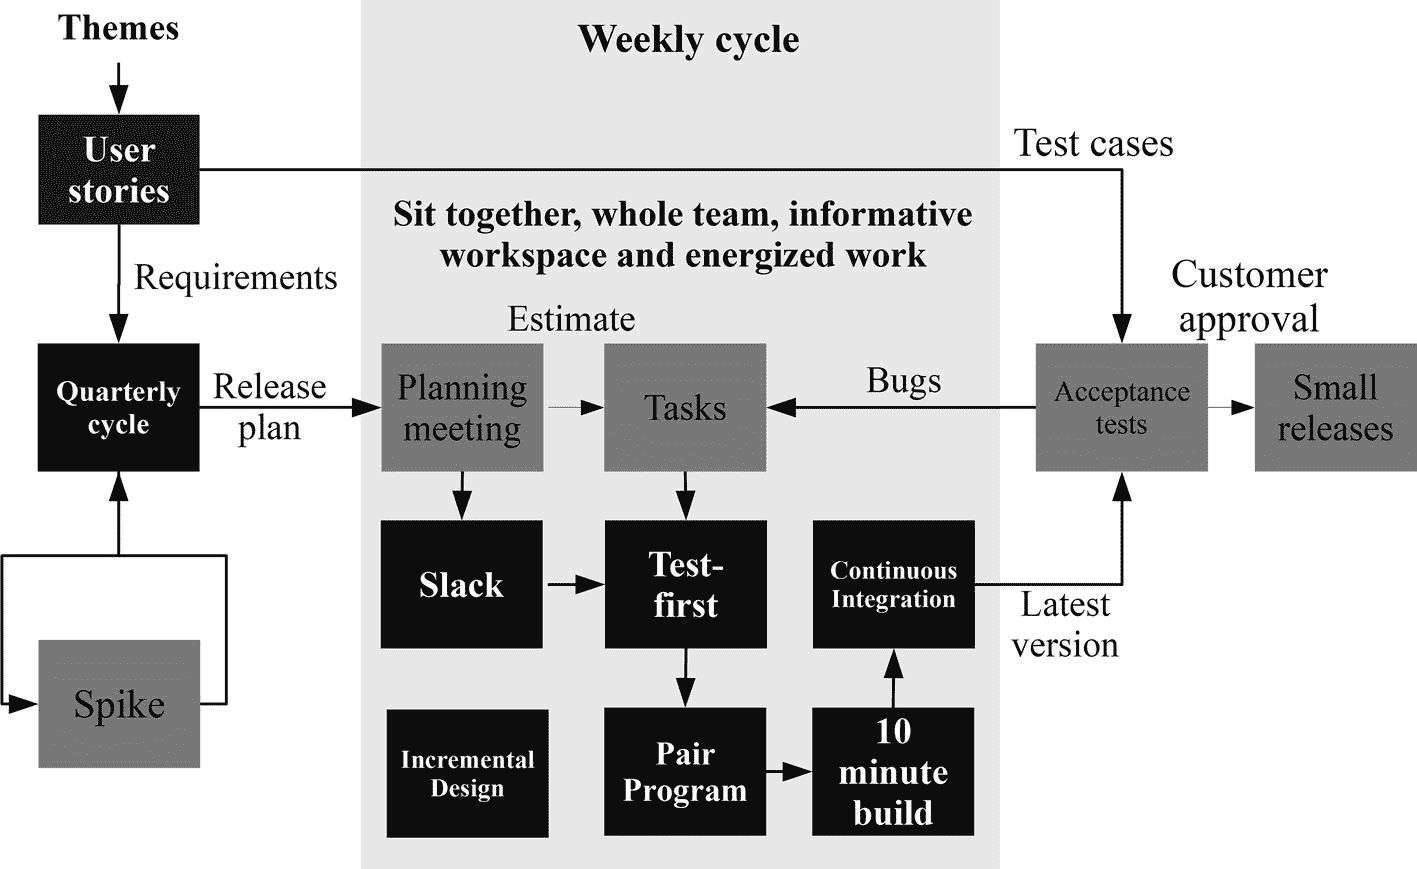 Themes
Weekly cycle
User
stories
Test cases
Sit together, whole team, informative
workspace and energized work
Requirements
Customer
approval
Estimate
Quarterly
cycle
Release
plan
Planning
meeting
Tasks
Bugs
Acceptance
tests
Small
releases
Slack
Test-
first
Continuous
Integration
Latest
version
Spike
Incremental
Design
Pair
Program
10
minute
build